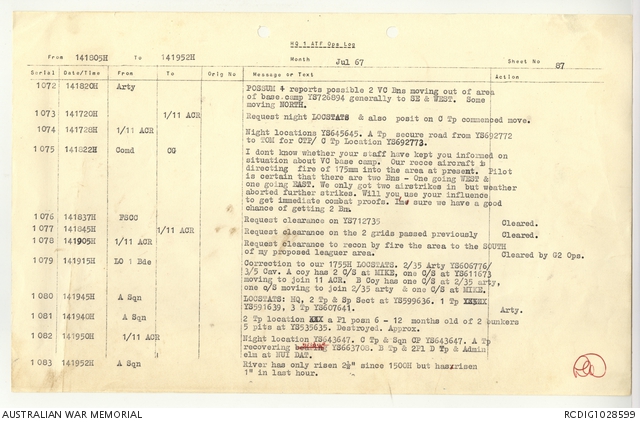 HQ 1 ATF Ops Log
From 141805H To 141952H Month Jul 67 Sheet No 87
Serial Date/Time From To Orig No Message or Text Action
1072 141820H Arty POSSUM 4 reports possible 2 VC Bns moving out of area
of base camp YS726894 generally to SE & WEST. Some
moving NORTH.
1073 141720H 1/11 ACR Request night LOCSTATS & also posit on C Tp commenced move.
1074 141728H 1/11 ACR Night locations YS645645. A Tp secure road from YS692772
to TOM for CTP/ C Tp Location YS692773.
1075 141822H Comd CG I dont know whether your staff have kept you informed on
situation about VC base camp. Our recce aircraft is
directing fire of 175mm into the area at present. Pilot
is certain that there are two Bns - One going WEST &
one going EAST. We only got two airstrikes in but weather
aborted further strikes. Will you use your influence
to get immediate combat proofs. Im sure we have a good
chance of getting 2 Bn.
1076 141837H FSCC Request clearance on YS712735 Cleared.
1077 141845H 1/11 ACR Request clearance on the 2 grids passed previously Cleared.
1078 141905H 1/11 ACR Request clearance to recon by fire the area to the SOUTH
of my proposed leaguer area. Cleared by G2 Ops.
1079 141915H LO 1 Bde Correction to our 1755H LOCSTATS. 2/35 Arty YS606776/
3/5 Cav. A coy has 2 C/S at MIKE, one C/S YS611673
moving to join 11 ACR. B Coy has one C/S at 2/35 arty,
one C/S moving to join 2/35 arty & one C/S at MIKE.
1080 141945H A Sqn LOCSTATS: HQ, 2 Tp & Sp Sect at YS599636. 1 Tp XXXXX
YS591639, 3 Tp YS607641. Arty.
1081 141940H A Sqn 2 Tp location XXX a Pl posn 6 - 12 months old of 2 bunkers
5 pits at YS535635. Destroyed. Approx.
1082 141950H 1/11 ACR Night location YS643647. C Tp & Sqn CP YS643647. A Tp
recovering YS663708. B Tp & 2Pl D Tp & Admin
elm at NUI DAT.
1083 141952H A Sqn River has only risen 2½" since 1500H but has risen
1" in last hour.
AUSTRALIAN WAR MEMORIAL RCDIG1028599